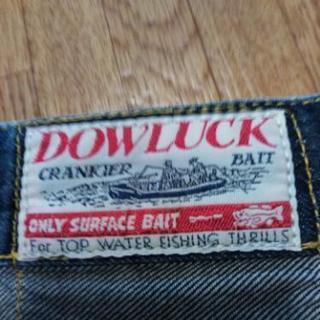 DOWLUCK
CRANKIER BAIT
ONLY SURFACE BAIT
For TOP WATER FISHING THRILLS